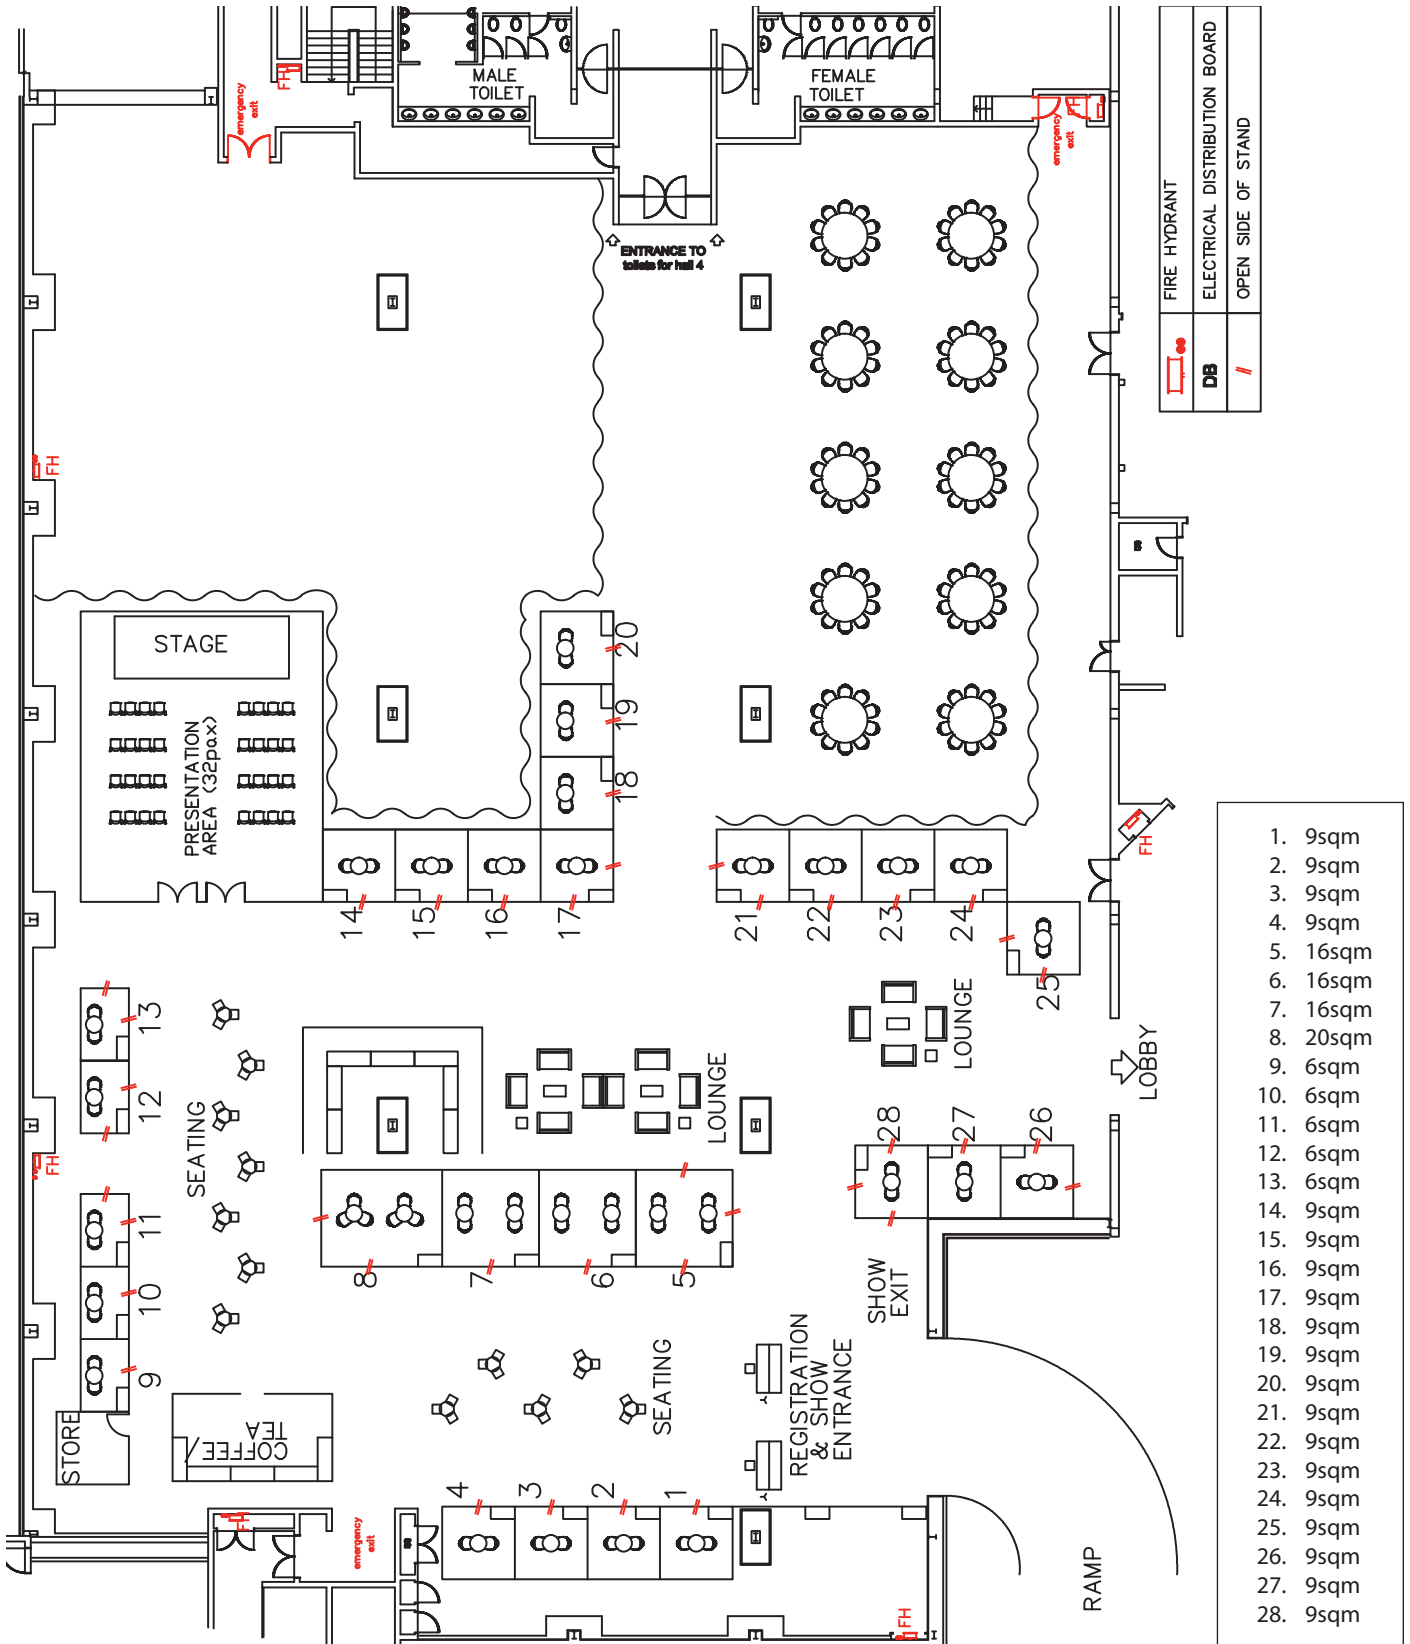 MALE
TOILET
FEMALE
TOILET
FH
emergency
exit
FH
emergency
exit
ENTRANCE TO
toilets for hall 4
FIRE HYDRANT
DB
ELECTRICAL DISTRIBUTION BOARD
OPEN SIDE OF STAND
FH
STAGE
PRESENTATION
AREA (32pax)
20
19
18
14
15
16
17
21
22
23
24
25
FH
13
12
SEATING
LOUNGE
LOUNGE
LOBBY
FH
11
10
9
8
7
6
5
28
27
26
SHOW
EXIT
STORE
COFFEE/
TEA
SEATING
REGISTRATION
& SHOW
ENTRANCE
4
3
2
1
FH
emergency
exit
FH
RAMP
1. 9sqm
2. 9sqm
3. 9sqm
4. 9sqm
5. 16sqm
6. 16sqm
7. 16sqm
8. 20sqm
9. 6sqm
10. 6sqm
11. 6sqm
12. 6sqm
13. 6sqm
14. 9sqm
15. 9sqm
16. 9sqm
17. 9sqm
18. 9sqm
19. 9sqm
20. 9sqm
21. 9sqm
22. 9sqm
23. 9sqm
24. 9sqm
25. 9sqm
26. 9sqm
27. 9sqm
28. 9sqm